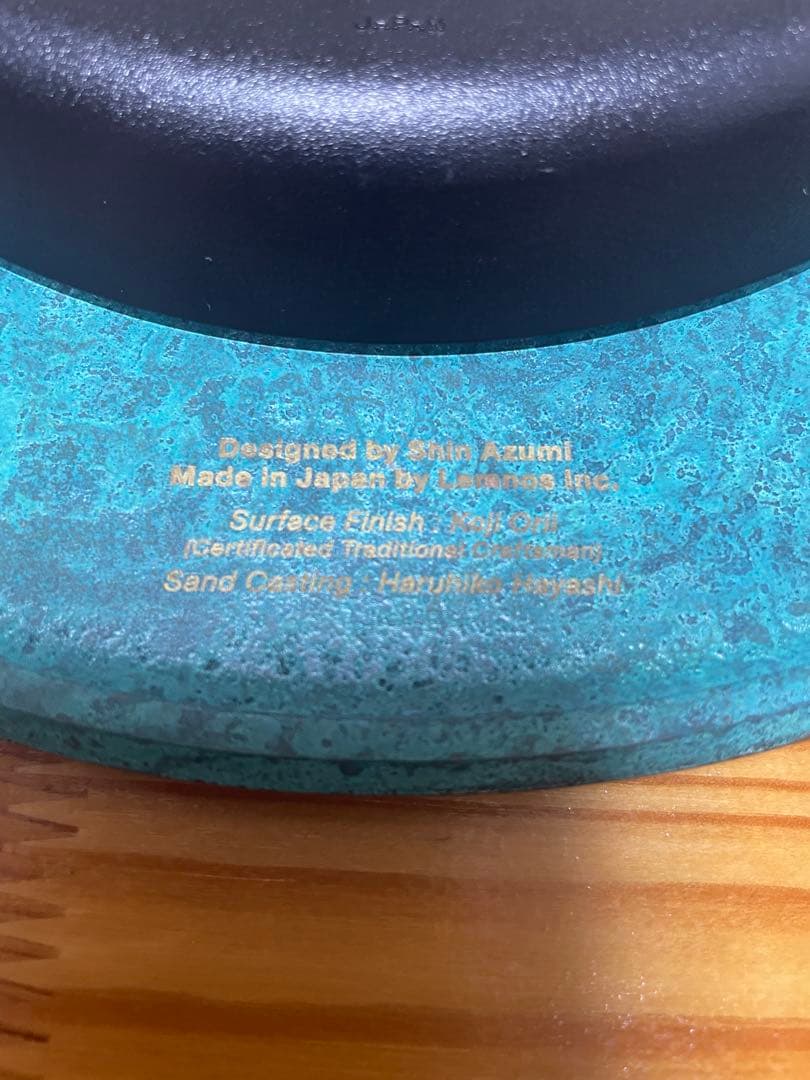 JAPAN
Designed by Shin Azumi
Made in Japan by Lemnos Inc.
Surface Finish : Koji Orii
(Certificated Traditional Craftsman)
Sand Casting : Haruhiko Hayashi